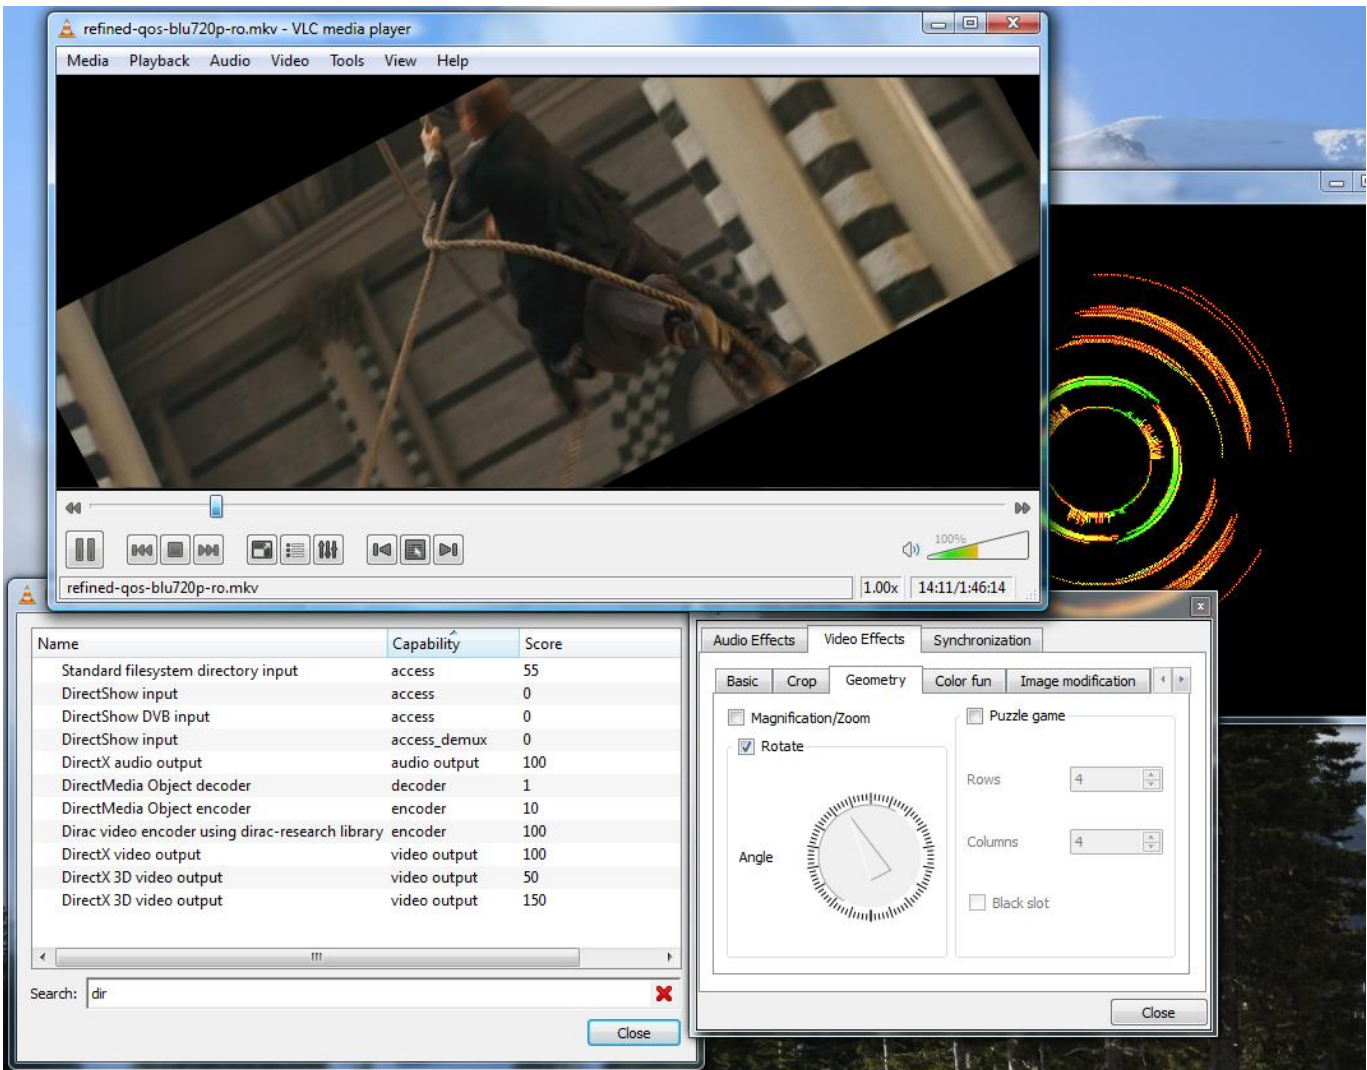 refined-qos-blu720p-ro.mkv - VLC media player
Media Playback Audio Video Tools View Help
100%
refined-qos-blu720p-ro.mkv 1.00x 14:11/1:46:14
Name Capability Score
Standard filesystem directory input access 55
DirectShow input access 0
DirectShow DVB input access 0
DirectShow input access_demux 0
DirectX audio output audio output 100
DirectMedia Object decoder decoder 1
DirectMedia Object encoder encoder 10
Dirac video encoder using dirac-research library encoder 100
DirectX video output video output 100
DirectX 3D video output video output 50
DirectX 3D video output video output 150
Search: dir
Close
Audio Effects Video Effects Synchronization
Basic Crop Geometry Color fun Image modification
Magnification/Zoom
Rotate
Angle
Puzzle game
Rows 4
Columns 4
Black slot
Close